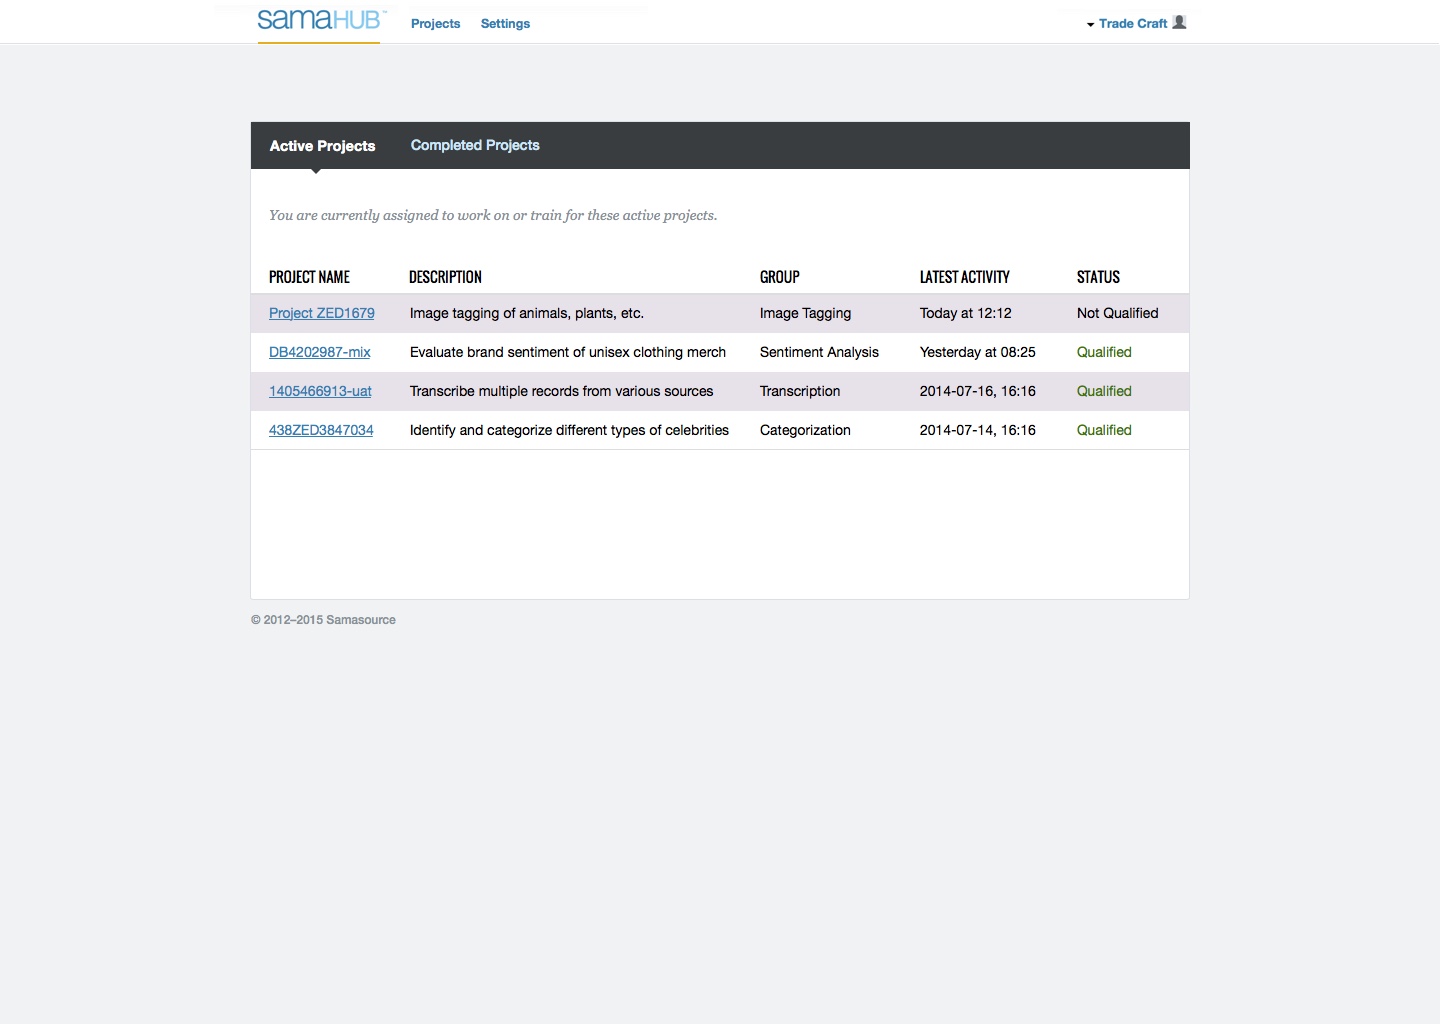 samaHUB™ Projects Settings Trade Craft
Active Projects Completed Projects
You are currently assigned to work on or train for these active projects.
PROJECT NAME DESCRIPTION GROUP LATEST ACTIVITY STATUS
Project ZED1679 Image tagging of animals, plants, etc. Image Tagging Today at 12:12 Not Qualified
DB4202987-mix Evaluate brand sentiment of unisex clothing merch Sentiment Analysis Yesterday at 08:25 Qualified
1405466913-uat Transcribe multiple records from various sources Transcription 2014-07-16, 16:16 Qualified
438ZED3847034 Identify and categorize different types of celebrities Categorization 2014-07-14, 16:16 Qualified
© 2012–2015 Samasource